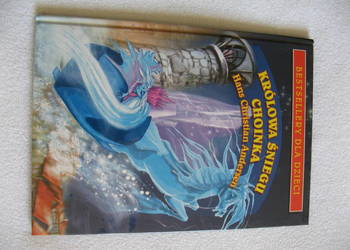 BESTSELLERY DLA DZIECI
KRÓLOWA ŚNIEGU
CHOINKA
Hans Christian Andersen